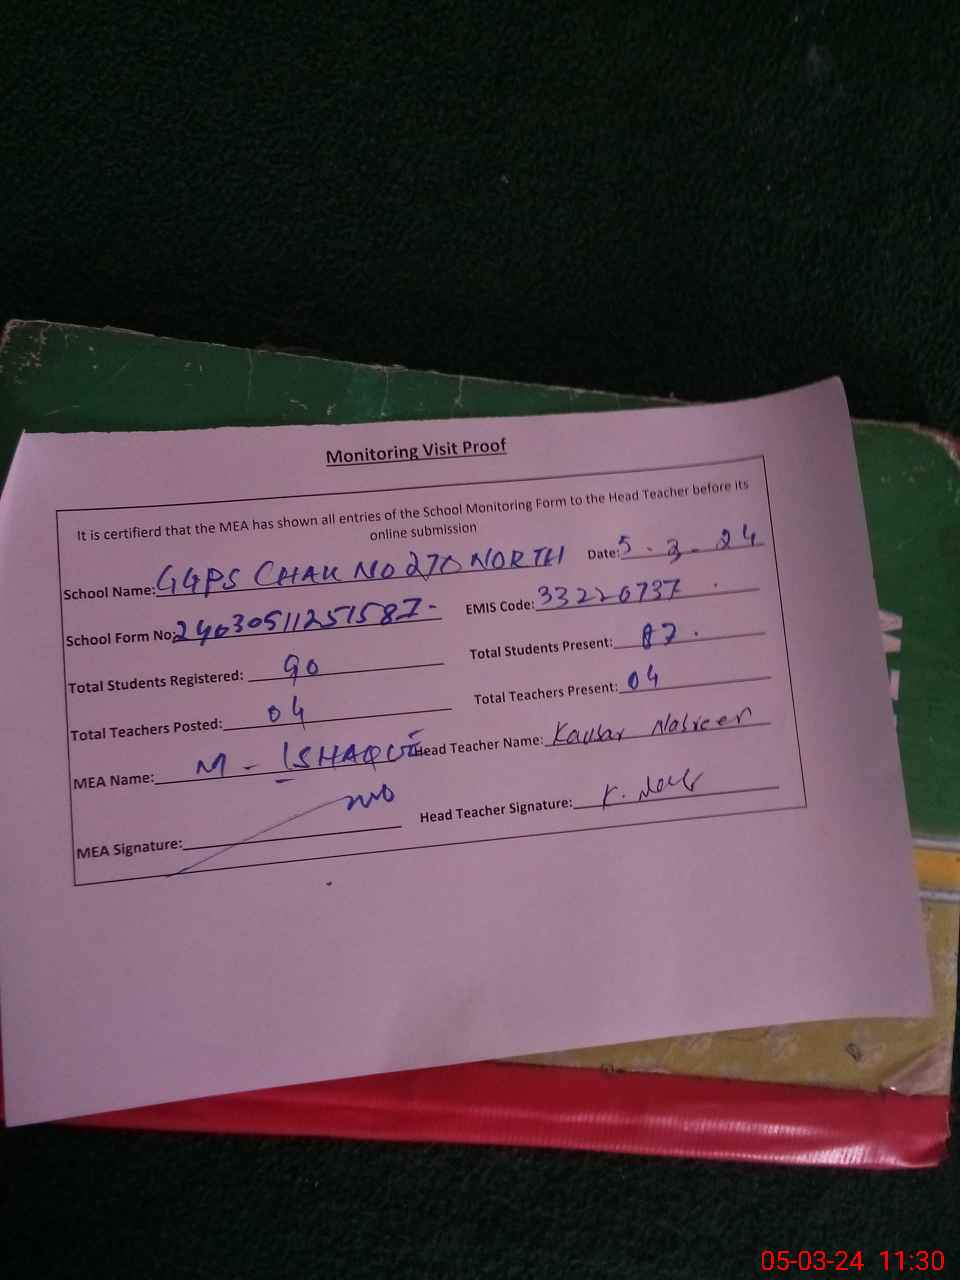 Monitoring Visit Proof
It is certifierd that the MEA has shown all entries of the School Monitoring Form to the Head Teacher before its
online submission
School Name: GGPS CHAK NO 270 NORTH Date: 5-3-24
School Form No: EMIS Code: 33220737
Total Students Registered: 90 Total Students Present: 87
Total Teachers Posted: 04 Total Teachers Present: 04
MEA Name: M-ISHAQUE Head Teacher Name: Kausar Nasreen
MEA Signature: Head Teacher Signature:
05-03-24 11:30